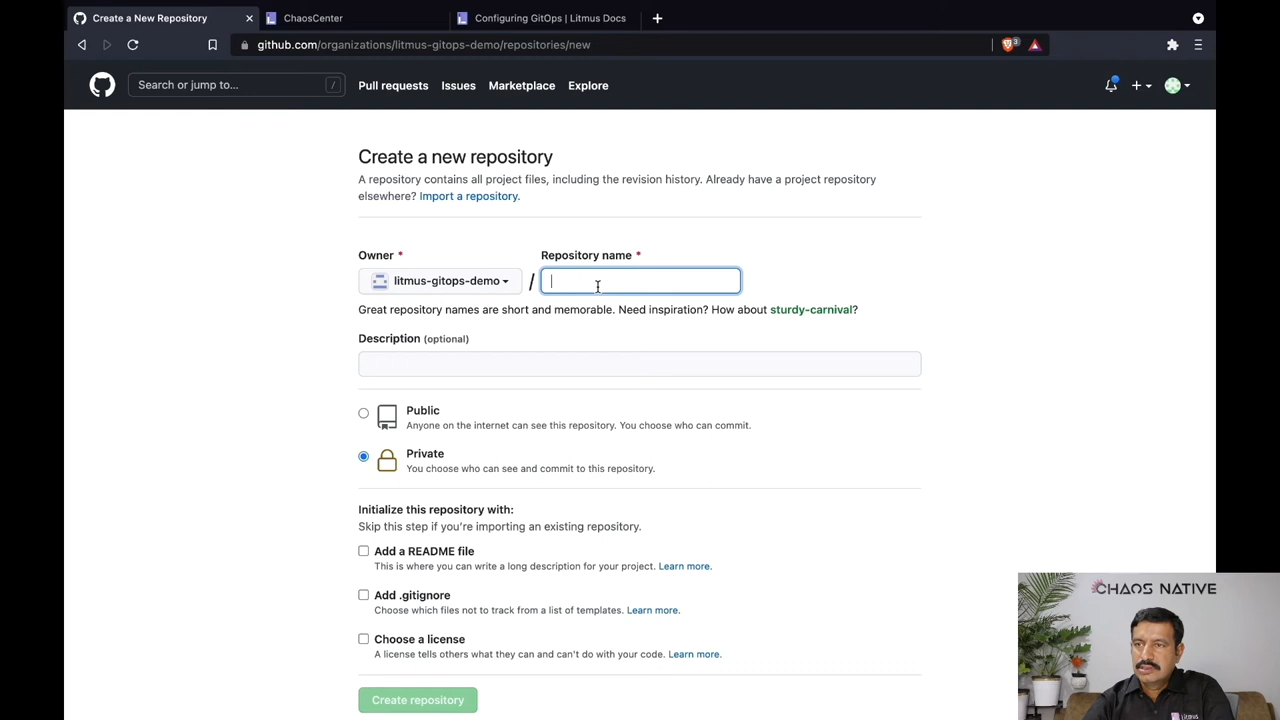 Create a New Repository
ChaosCenter
Configuring GitOps | Litmus Docs
github.com/organizations/litmus-gitops-demo/repositories/new
3
Search or jump to...
/
Pull requests
Issues
Marketplace
Explore
Create a new repository
A repository contains all project files, including the revision history. Already have a project repository
elsewhere? Import a repository.
Owner *
Repository name *
litmus-gitops-demo
/
Great repository names are short and memorable. Need inspiration? How about sturdy-carnival?
Description (optional)
Public
Anyone on the internet can see this repository. You choose who can commit.
Private
You choose who can see and commit to this repository.
Initialize this repository with:
Skip this step if you're importing an existing repository.
Add a README file
This is where you can write a long description for your project. Learn more.
Add .gitignore
Choose which files not to track from a list of templates. Learn more.
Choose a license
A license tells others what they can and can't do with your code. Learn more.
Create repository
CHAOS NATIVE
Litmus